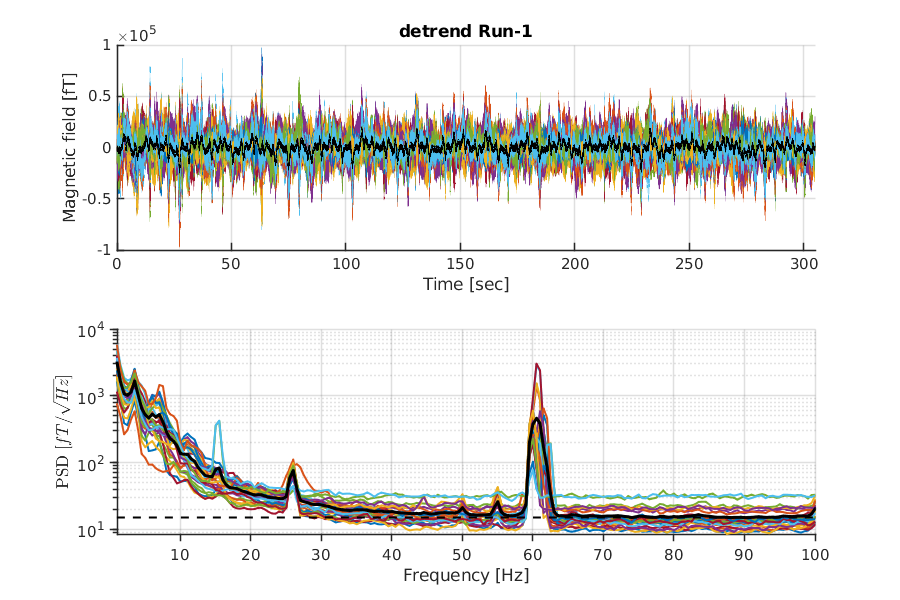 detrend Run-1
×10^5
Magnetic field [fT]
1
0.5
0
-0.5
-1
0 50 100 150 200 250 300
Time [sec]
PSD [fT/√Hz]
10^4
10^3
10^2
10^1
10 20 30 40 50 60 70 80 90 100
Frequency [Hz]